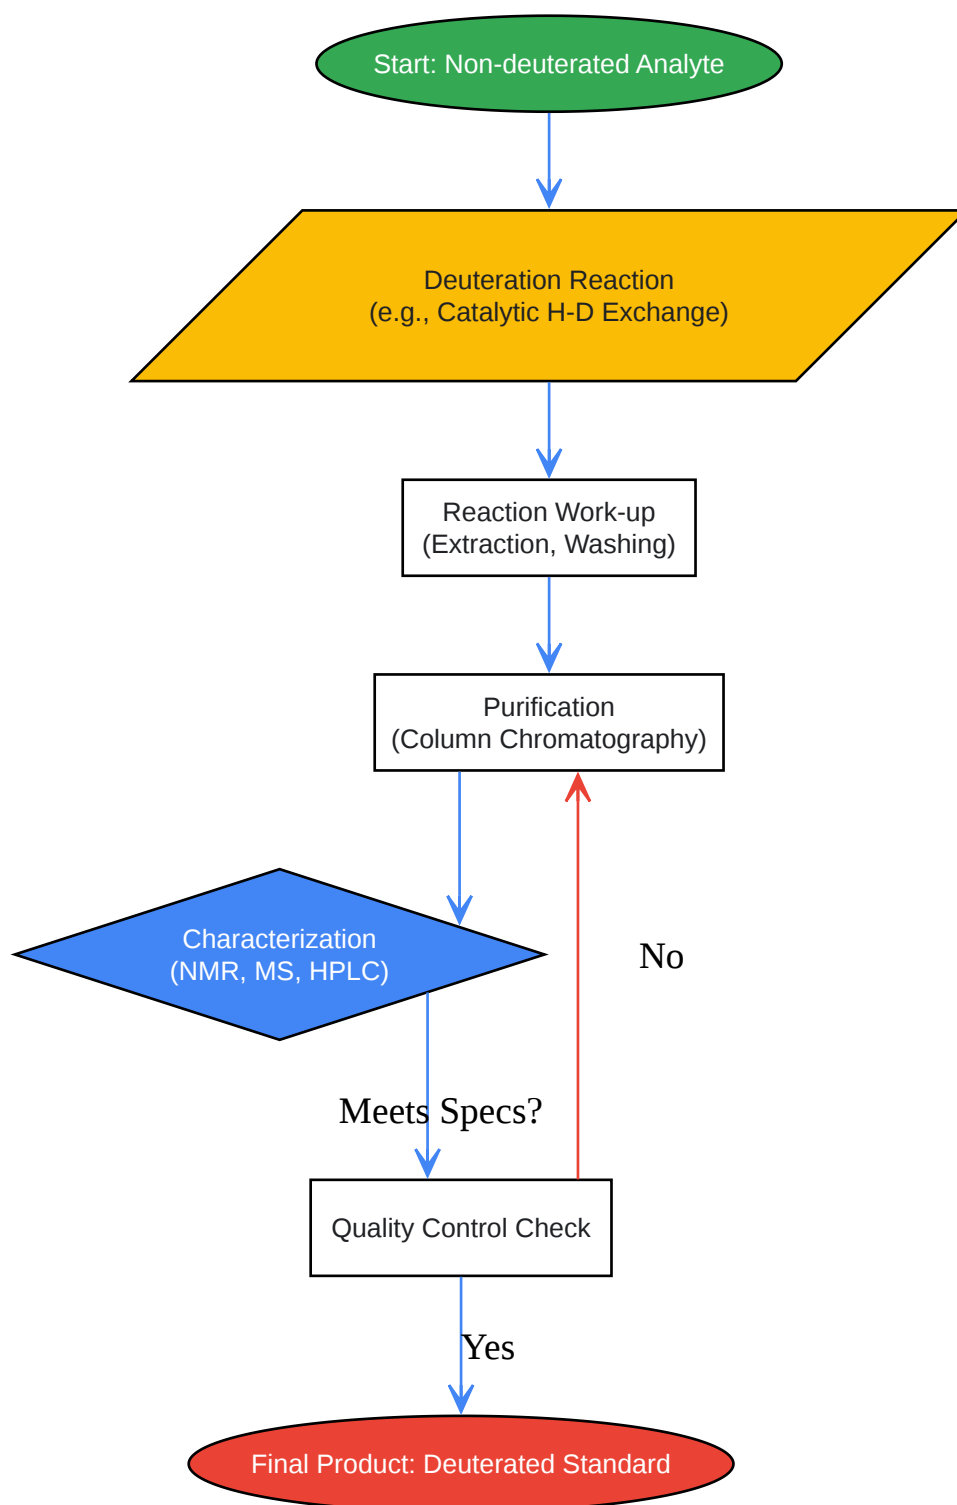 Start: Non-deuterated Analyte
Deuteration Reaction
(e.g., Catalytic H-D Exchange)
Reaction Work-up
(Extraction, Washing)
Purification
(Column Chromatography)
Characterization
(NMR, MS, HPLC)
No
Meets Specs?
Quality Control Check
Yes
Final Product: Deuterated Standard